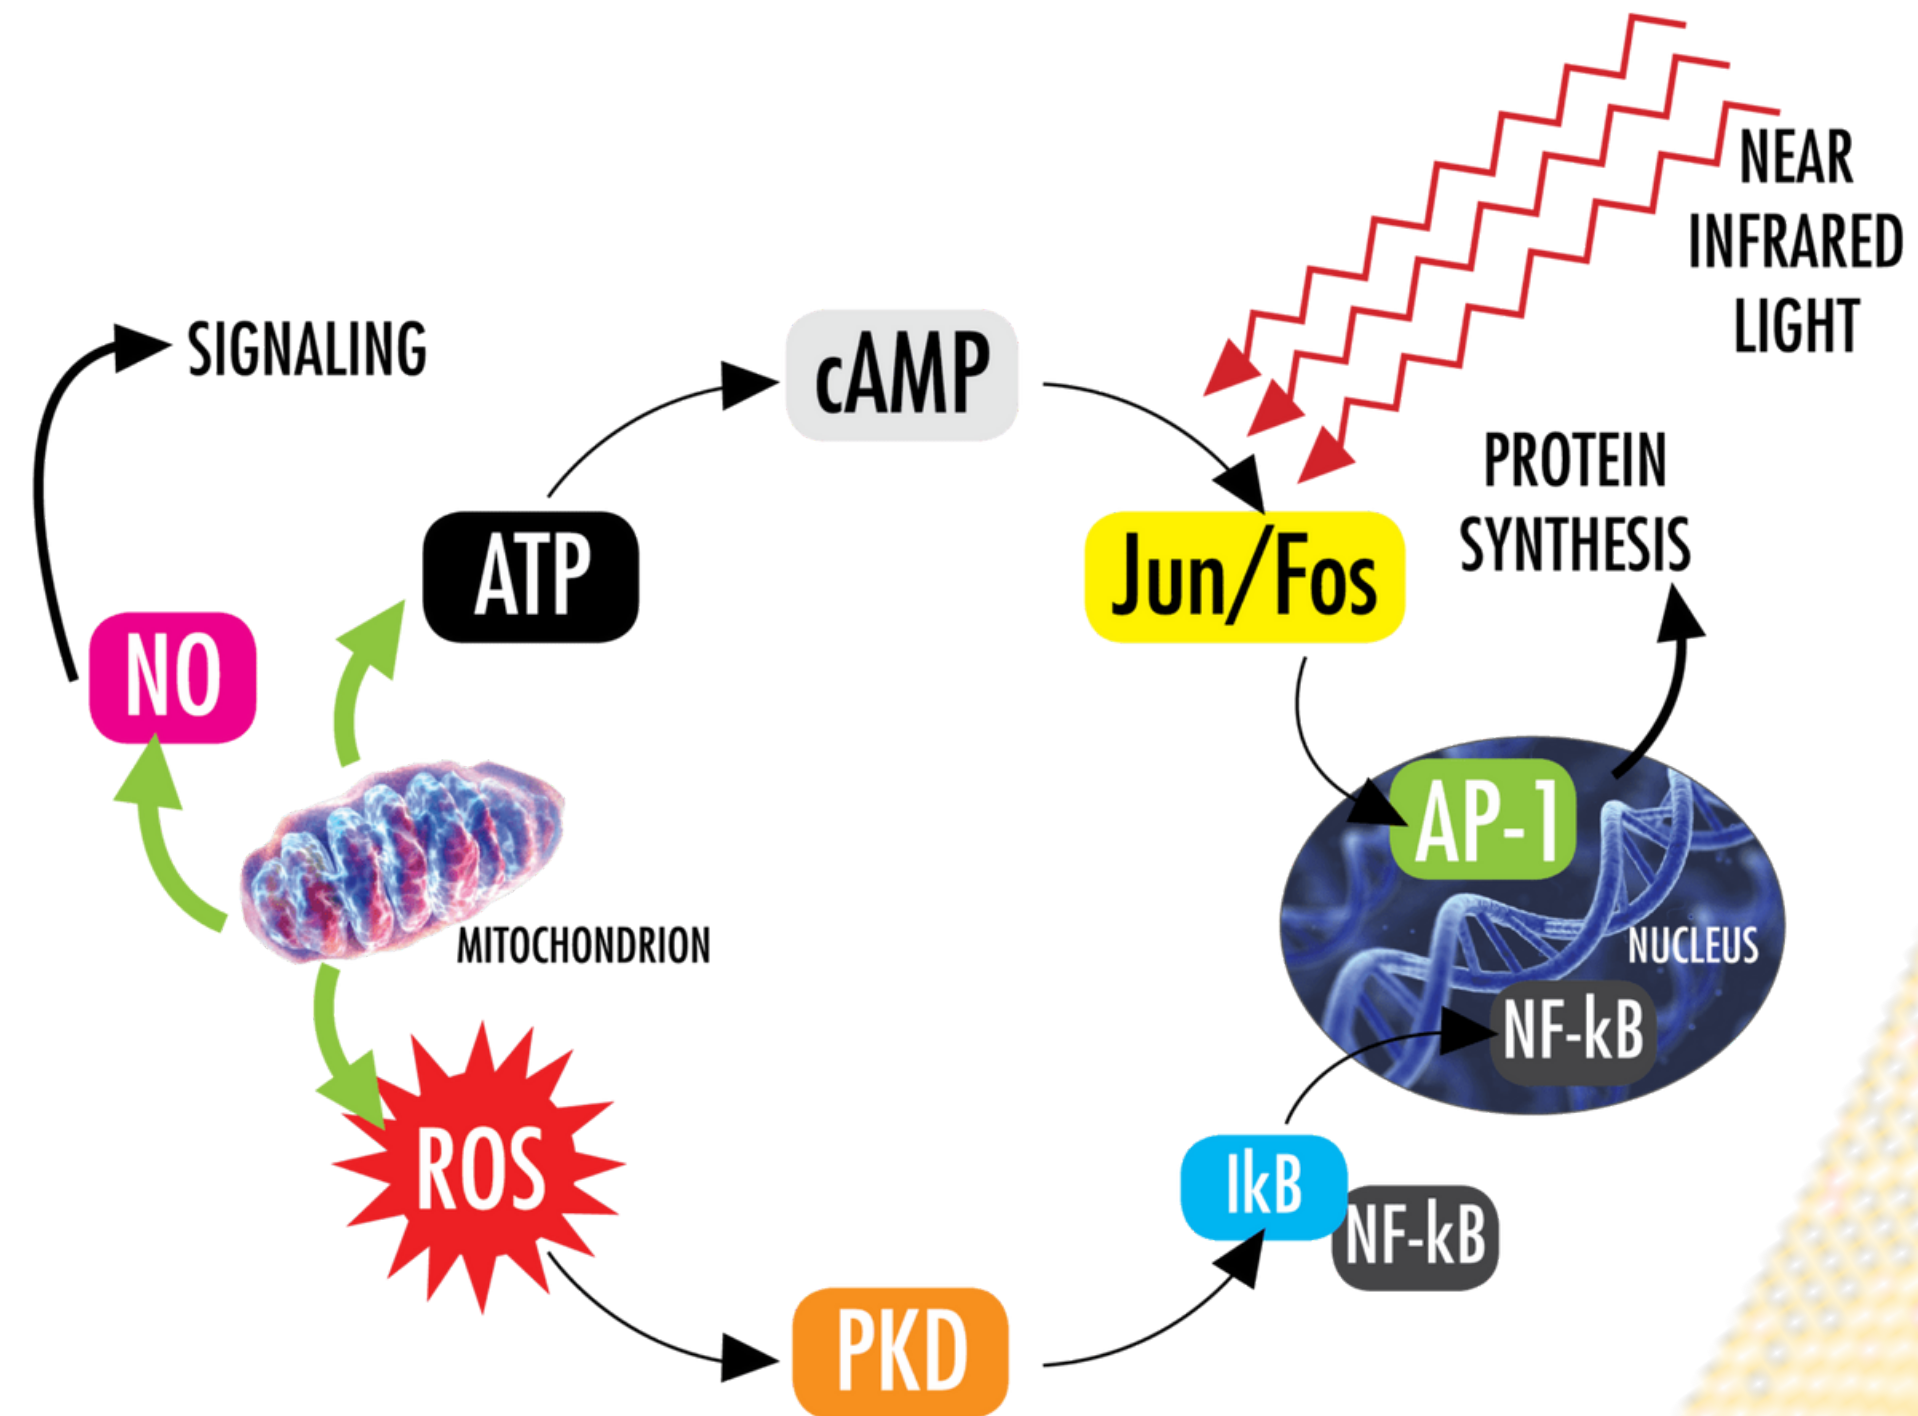 NEAR
INFRARED
LIGHT
SIGNALING
cAMP
PROTEIN
SYNTHESIS
ATP
Jun/Fos
NO
AP-1
MITOCHONDRION
NUCLEUS
NF-kB
ROS
IkB
NF-kB
PKD